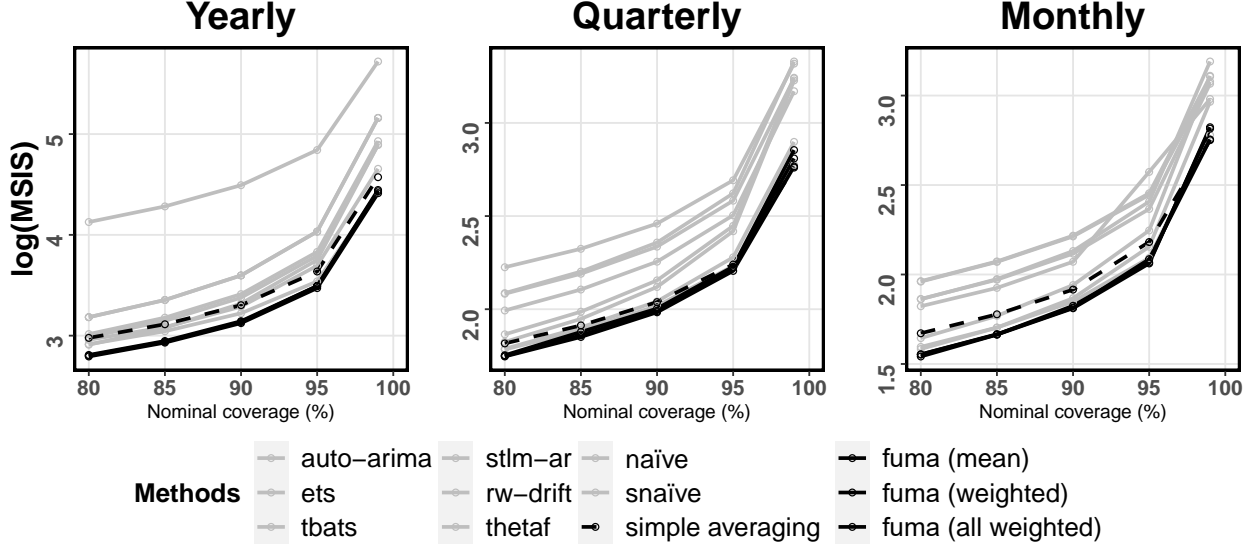 Yearly Quarterly Monthly
log(MSIS)
5
4
3
80 85 90 95 100
Nominal coverage (%)
3.0
2.5
2.0
80 85 90 95 100
Nominal coverage (%)
3.0
2.5
2.0
1.5
80 85 90 95 100
Nominal coverage (%)
Methods
auto−arima stlm−ar naïve fuma (mean)
ets rw−drift snaïve fuma (weighted)
tbats thetaf simple averaging fuma (all weighted)